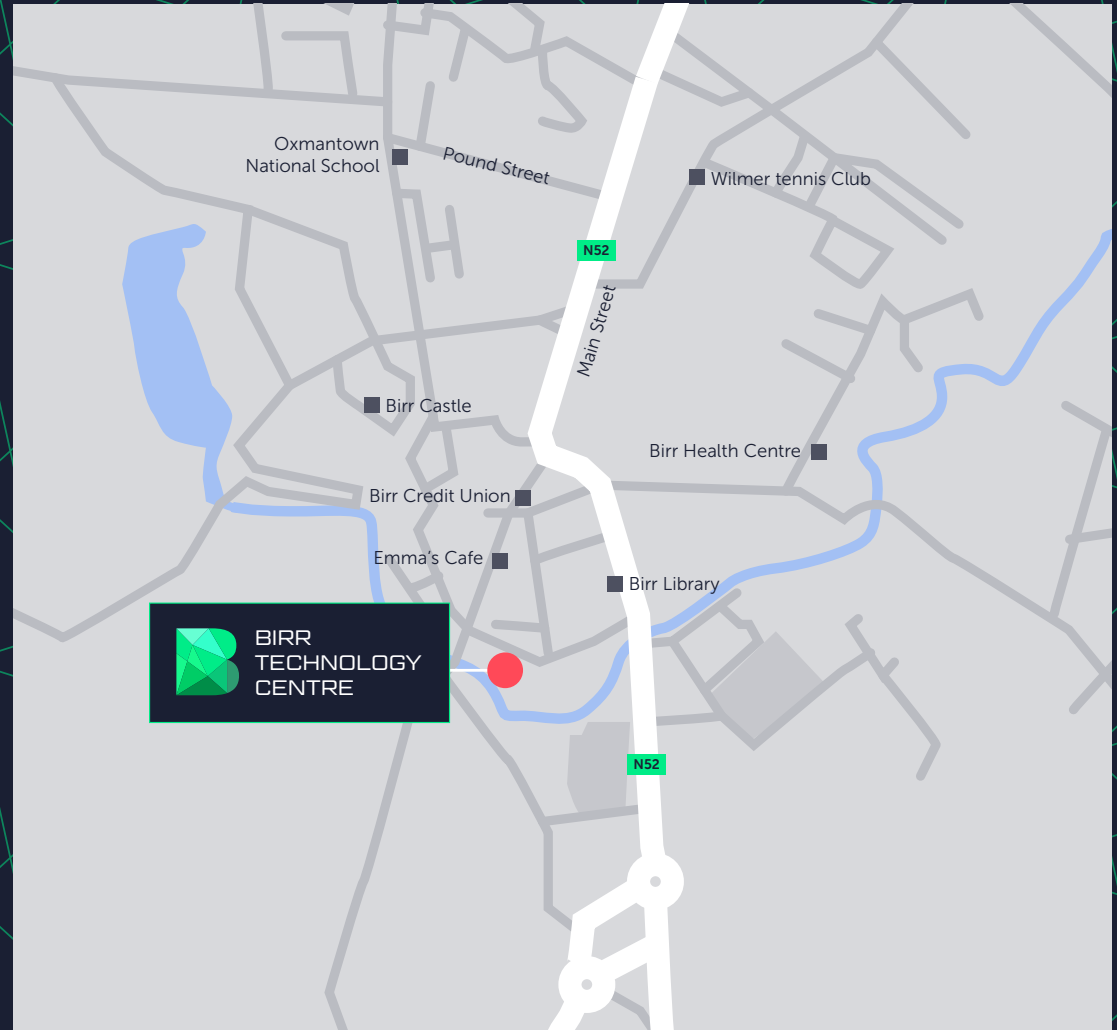 Oxmantown
National School
Pound Street
Wilmer tennis Club
N52
Main Street
Birr Castle
Birr Health Centre
Birr Credit Union
Emma's Cafe
Birr Library
BIRR
TECHNOLOGY
CENTRE
N52